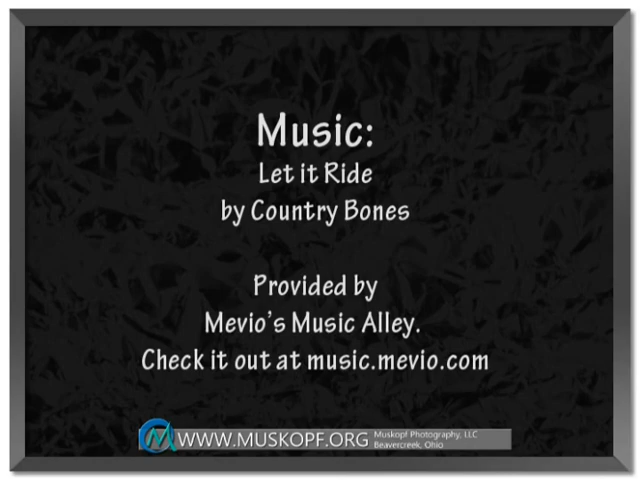 Music:
Let it Ride
by Country Bones
Provided by
Mevio's Music Alley.
Check it out at music.mevio.com
WWW.MUSKOPF.ORG
Muskopf Photography, LLC
Beavercreek, Ohio